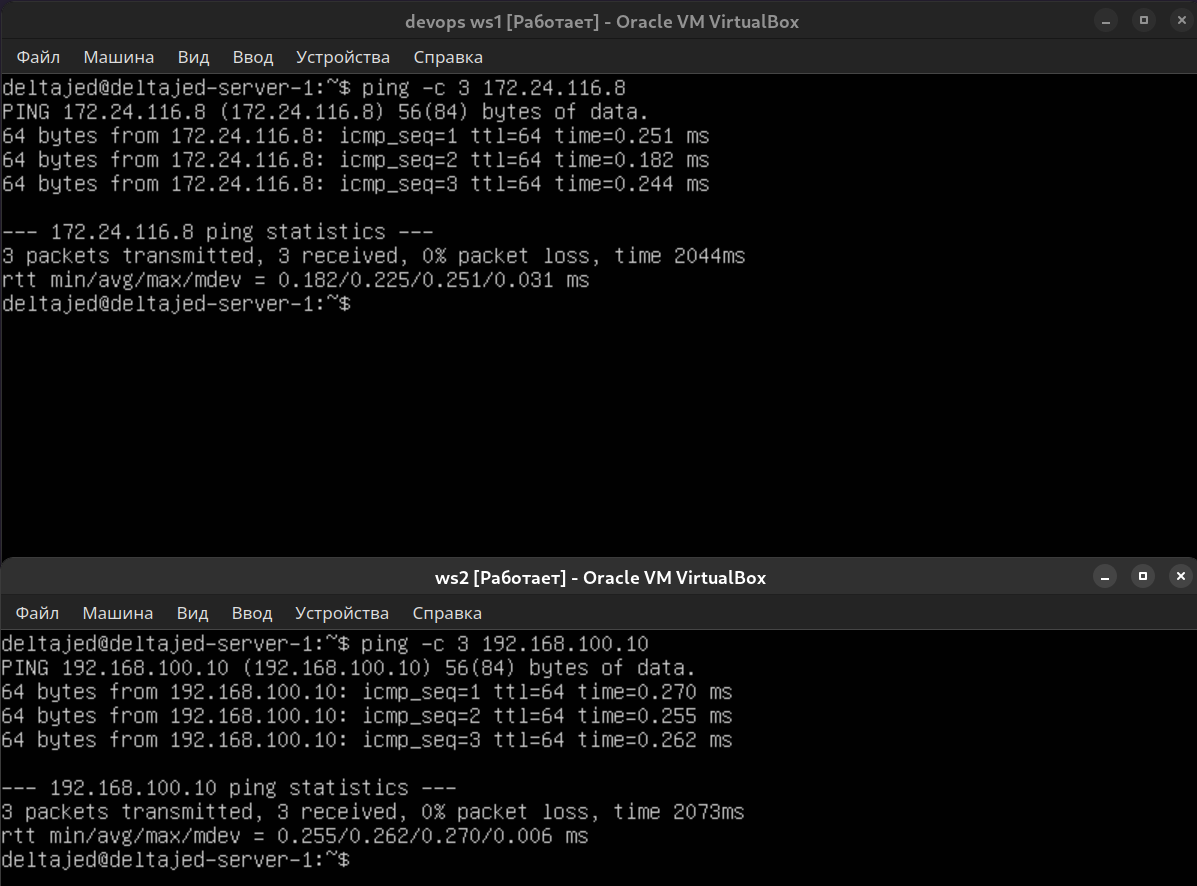 devops ws1 [Работает] - Oracle VM VirtualBox
Файл Машина Вид Ввод Устройства Справка
deltajed@deltajed-server-1:~$ ping -c 3 172.24.116.8
PING 172.24.116.8 (172.24.116.8) 56(84) bytes of data.
64 bytes from 172.24.116.8: icmp_seq=1 ttl=64 time=0.251 ms
64 bytes from 172.24.116.8: icmp_seq=2 ttl=64 time=0.182 ms
64 bytes from 172.24.116.8: icmp_seq=3 ttl=64 time=0.244 ms
--- 172.24.116.8 ping statistics ---
3 packets transmitted, 3 received, 0% packet loss, time 2044ms
rtt min/avg/max/mdev = 0.182/0.225/0.251/0.031 ms
deltajed@deltajed-server-1:~$
ws2 [Работает] - Oracle VM VirtualBox
Файл Машина Вид Ввод Устройства Справка
deltajed@deltajed-server-1:~$ ping -c 3 192.168.100.10
PING 192.168.100.10 (192.168.100.10) 56(84) bytes of data.
64 bytes from 192.168.100.10: icmp_seq=1 ttl=64 time=0.270 ms
64 bytes from 192.168.100.10: icmp_seq=2 ttl=64 time=0.255 ms
64 bytes from 192.168.100.10: icmp_seq=3 ttl=64 time=0.262 ms
--- 192.168.100.10 ping statistics ---
3 packets transmitted, 3 received, 0% packet loss, time 2073ms
rtt min/avg/max/mdev = 0.255/0.262/0.270/0.006 ms
deltajed@deltajed-server-1:~$